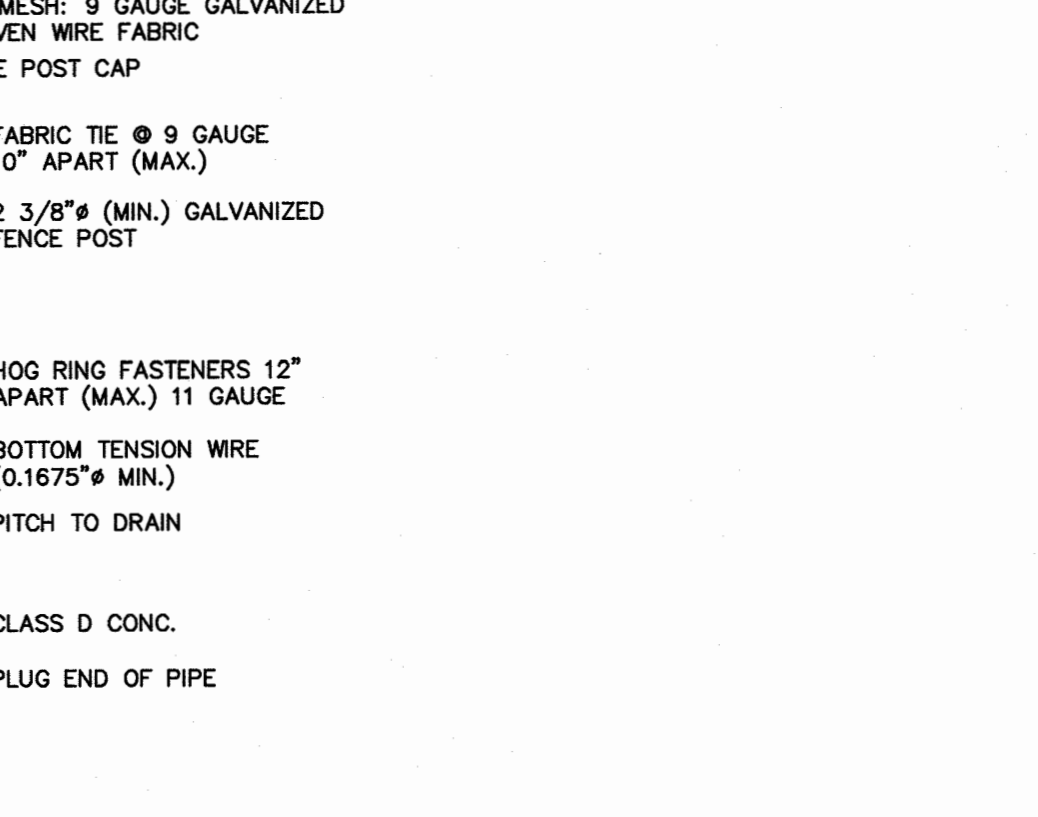 MESH: 9 GAUGE GALVANIZED
VEN WIRE FABRIC
E POST CAP
FABRIC TIE @ 9 GAUGE
0" APART (MAX.)
2 3/8"ø (MIN.) GALVANIZED
FENCE POST
HOG RING FASTENERS 12"
APART (MAX.) 11 GAUGE
BOTTOM TENSION WIRE
(0.1675"ø MIN.)
PITCH TO DRAIN
CLASS D CONC.
PLUG END OF PIPE